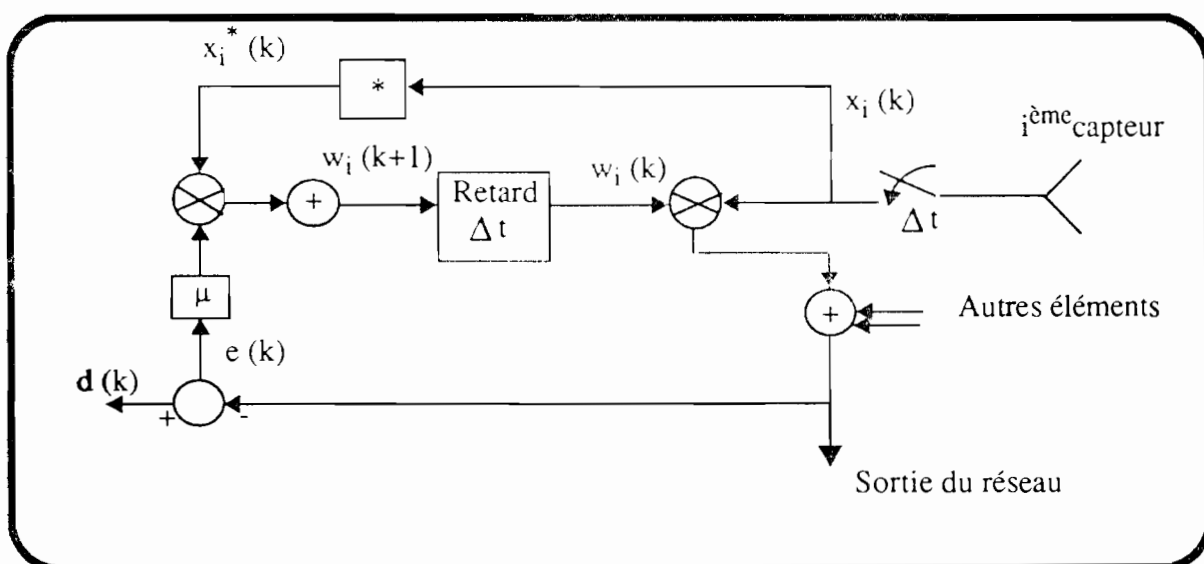 x_i^* (k)
*
x_i (k)
i^ème capteur
w_i (k+1)
w_i (k)
Retard
Δt
Δt
+
μ
+
Autres éléments
e (k)
d (k)
+
-
Sortie du réseau